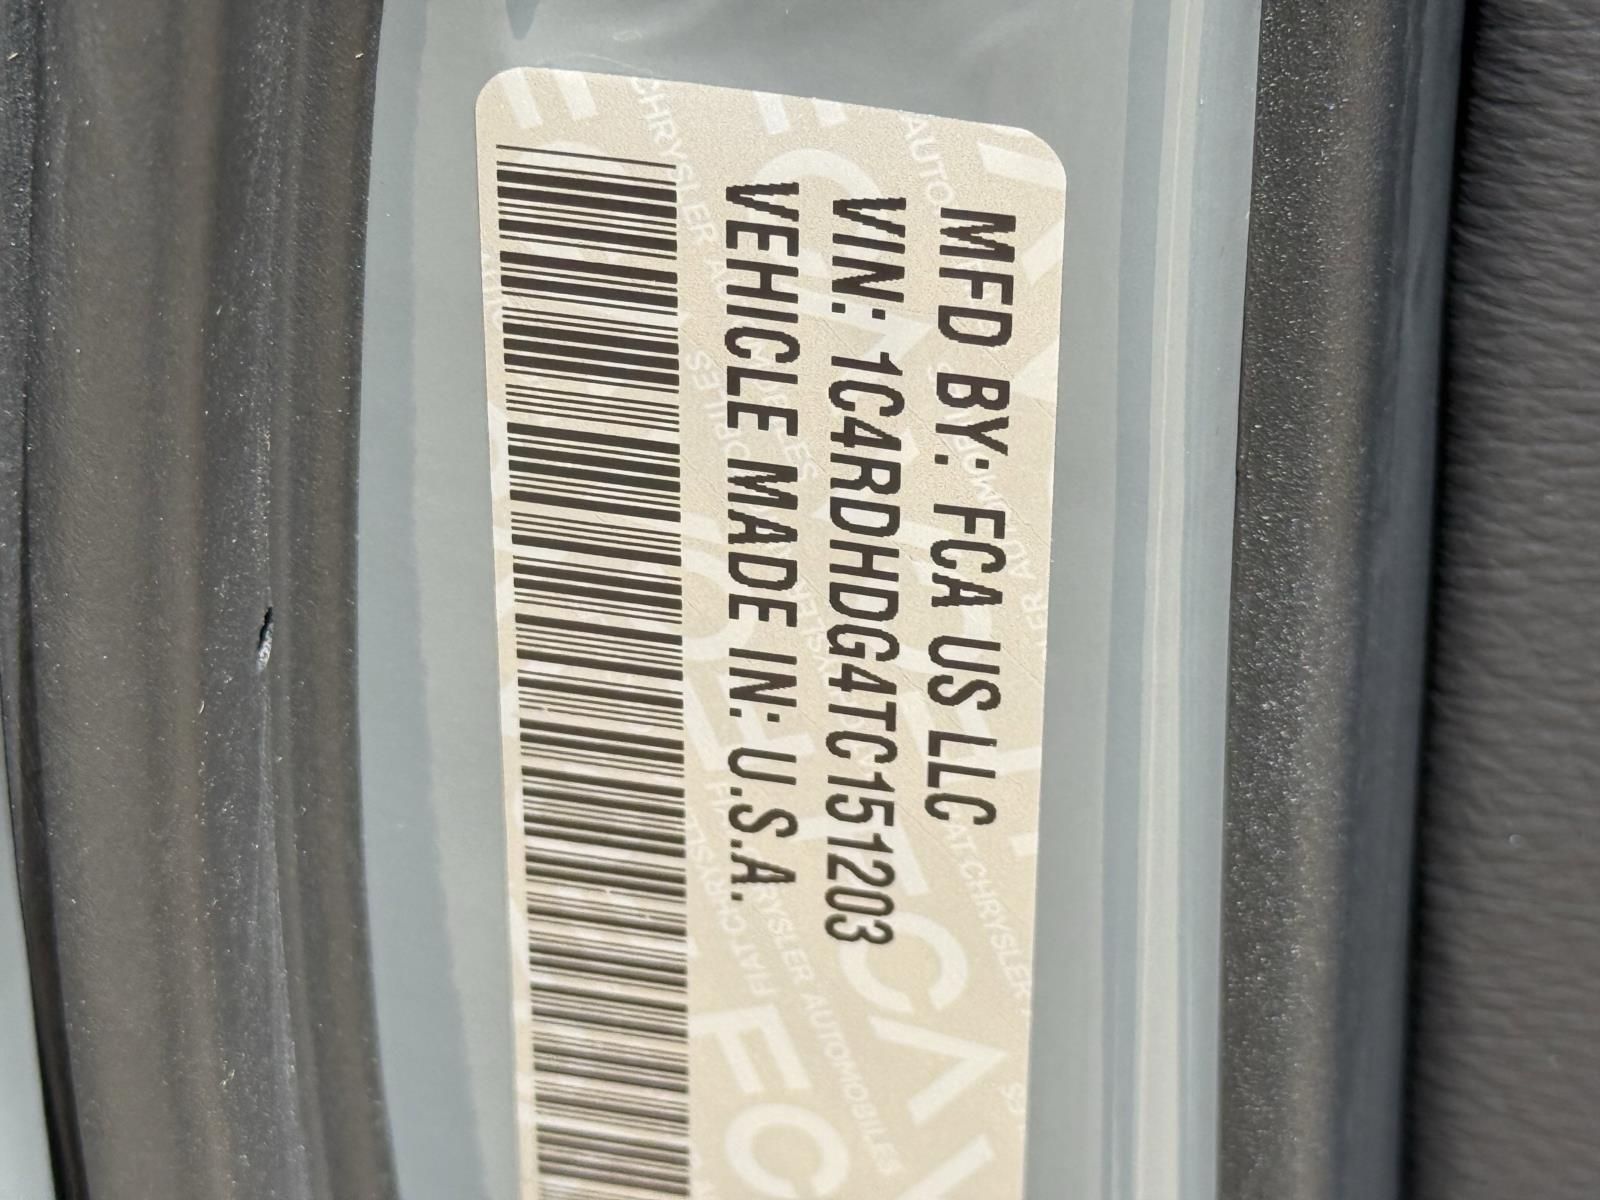 MFD BY: FCA US LLC
VIN: 1C4RDHDG4TC151203
VEHICLE MADE IN: U.S.A.